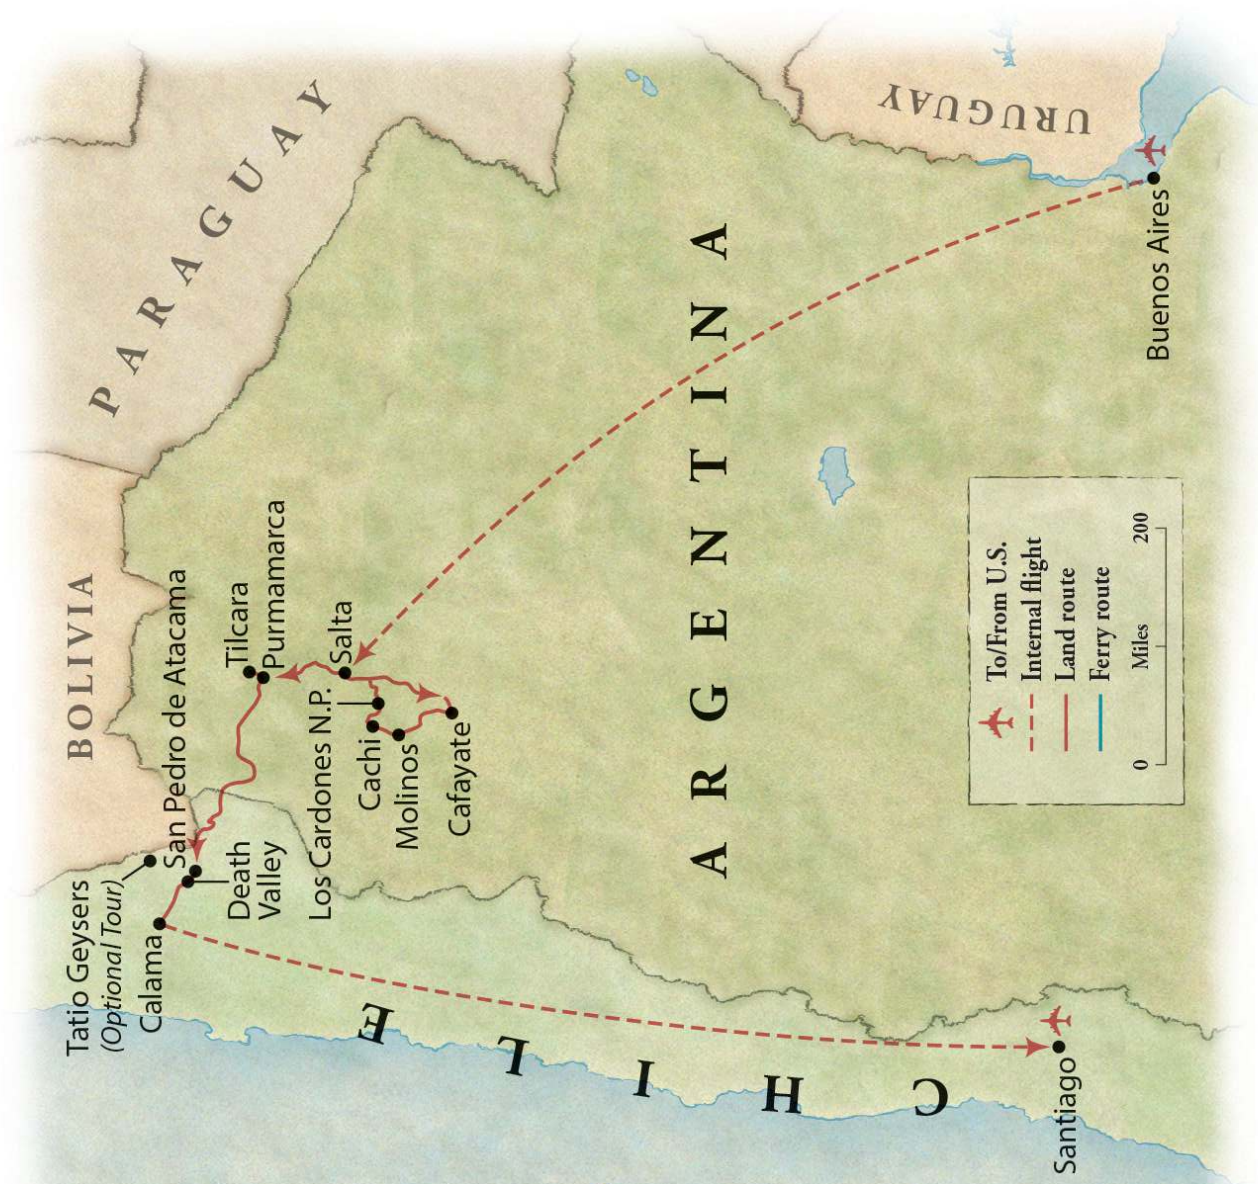 BOLIVIA
PARAGUAY
URUGUAY
ARGENTINA
CHILE
Tatio Geysers
(Optional Tour)
San Pedro de Atacama
Calama
Death
Valley
Tilcara
Purmamarca
Salta
Los Cardones N.P.
Cachi
Molinos
Cafayate
Buenos Aires
Santiago
To/From U.S.
Internal flight
Land route
Ferry route
0 Miles 200